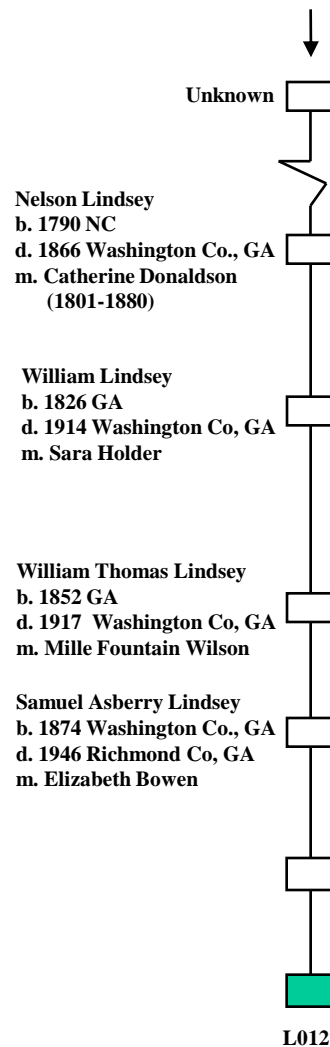 Unknown
Nelson Lindsey
b. 1790 NC
d. 1866 Washington Co., GA
m. Catherine Donaldson
(1801-1880)
William Lindsey
b. 1826 GA
d. 1914 Washington Co, GA
m. Sara Holder
William Thomas Lindsey
b. 1852 GA
d. 1917 Washington Co, GA
m. Mille Fountain Wilson
Samuel Asberry Lindsey
b. 1874 Washington Co., GA
d. 1946 Richmond Co, GA
m. Elizabeth Bowen
L012